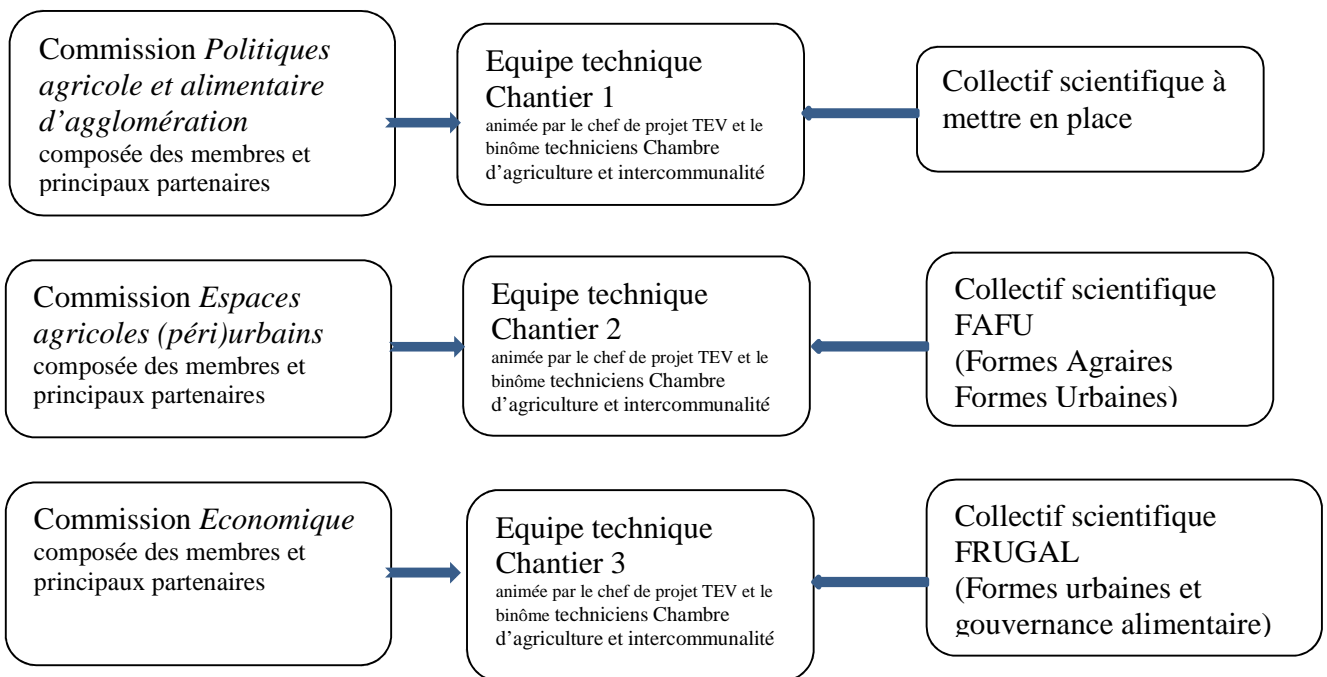 Commission Politiques
agricole et alimentaire
d'agglomération
composée des membres et
principaux partenaires
Equipe technique
Chantier 1
animée par le chef de projet TEV et le
binôme techniciens Chambre
d'agriculture et intercommunalité
Collectif scientifique à
mettre en place
Commission Espaces
agricoles (péri)urbains
composée des membres et
principaux partenaires
Equipe technique
Chantier 2
animée par le chef de projet TEV et le
binôme techniciens Chambre
d'agriculture et intercommunalité
Collectif scientifique
FAFU
(Formes Agraires
Formes Urbaines)
Commission Economique
composée des membres et
principaux partenaires
Equipe technique
Chantier 3
animée par le chef de projet TEV et le
binôme techniciens Chambre
d'agriculture et intercommunalité
Collectif scientifique
FRUGAL
(Formes urbaines et
gouvernance alimentaire)